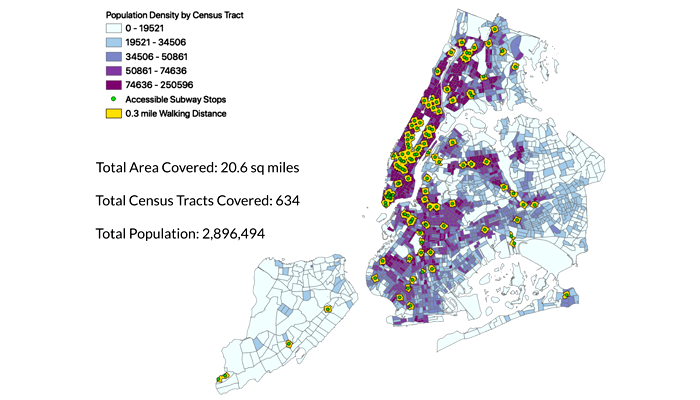 Population Density by Census Tract
0 - 19521
19521 - 34506
34506 - 50861
50861 - 74636
74636 - 250596
Accessible Subway Stops
0.3 mile Walking Distance
Total Area Covered: 20.6 sq miles
Total Census Tracts Covered: 634
Total Population: 2,896,494